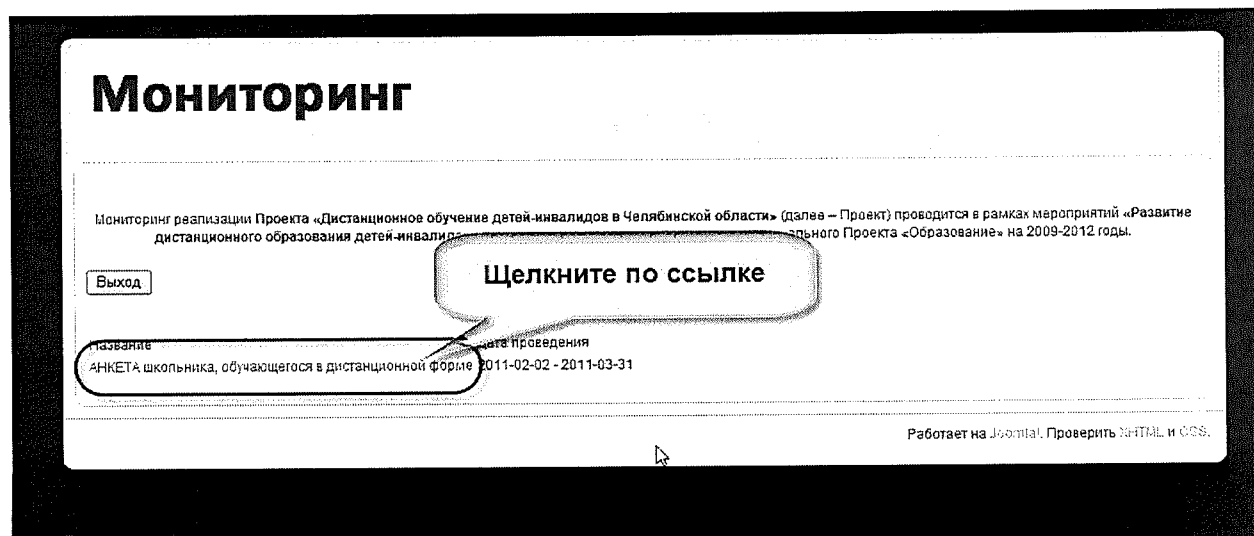 Мониторинг
Мониторинг реализации Проекта «Дистанционное обучение детей-инвалидов в Челябинской области» (далее – Проект) проводится в рамках мероприятий «Развитие
дистанционного образования детей-инвалидо Проекта «Образование» на 2009-2012 годы.
Щелкните по ссылке
Выход
Название Дата проведения
АНКЕТА школьника, обучающегося в дистанционной форме 2011-02-02 - 2011-03-31
Работает на Joomla!. Проверить XHTML и CSS.